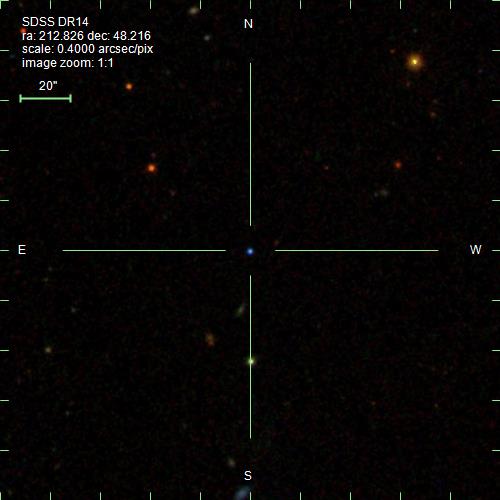 SDSS DR14
ra: 212.826 dec: 48.216
scale: 0.4000 arcsec/pix
image zoom: 1:1
20"
N
E
W
S